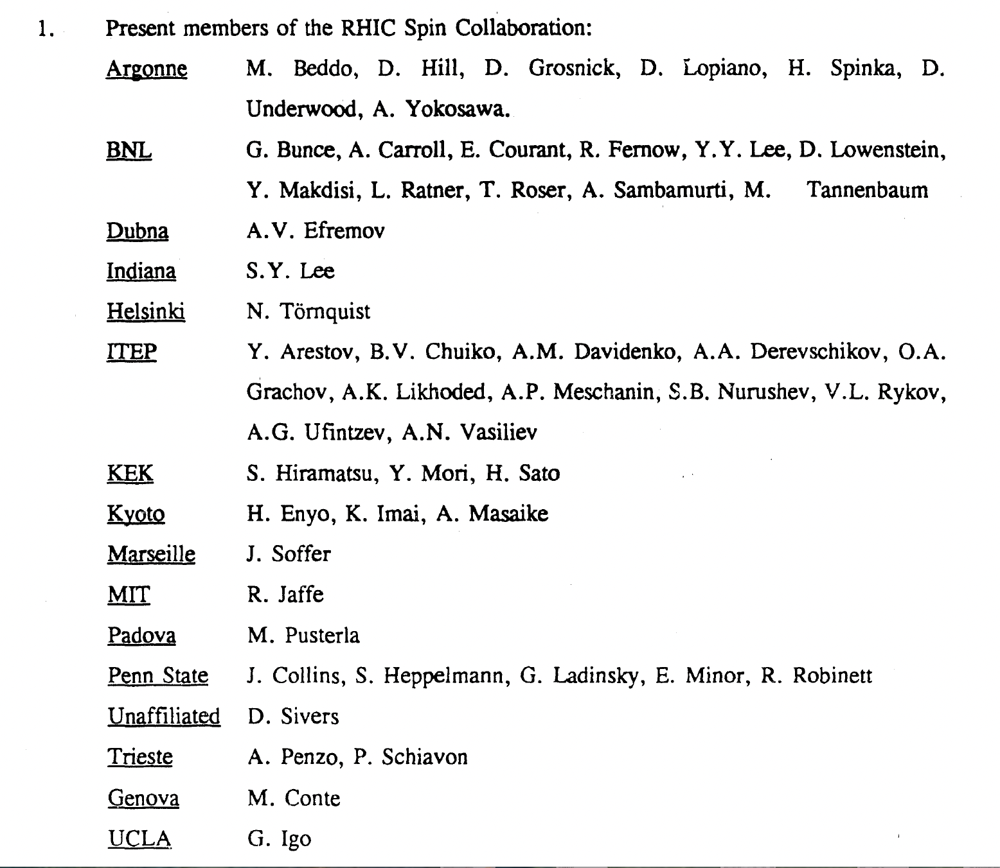 1. Present members of the RHIC Spin Collaboration:
Argonne M. Beddo, D. Hill, D. Grosnick, D. Lopiano, H. Spinka, D.
Underwood, A. Yokosawa.
BNL G. Bunce, A. Carroll, E. Courant, R. Fernow, Y.Y. Lee, D. Lowenstein,
Y. Makdisi, L. Ratner, T. Roser, A. Sambamurti, M. Tannenbaum
Dubna A.V. Efremov
Indiana S.Y. Lee
Helsinki N. Törnquist
ITEP Y. Arestov, B.V. Chuiko, A.M. Davidenko, A.A. Derevschikov, O.A.
Grachov, A.K. Likhoded, A.P. Meschanin, S.B. Nurushev, V.L. Rykov,
A.G. Ufintzev, A.N. Vasiliev
KEK S. Hiramatsu, Y. Mori, H. Sato
Kyoto H. Enyo, K. Imai, A. Masaike
Marseille J. Soffer
MIT R. Jaffe
Padova M. Pusterla
Penn State J. Collins, S. Heppelmann, G. Ladinsky, E. Minor, R. Robinett
Unaffiliated D. Sivers
Trieste A. Penzo, P. Schiavon
Genova M. Conte
UCLA G. Igo